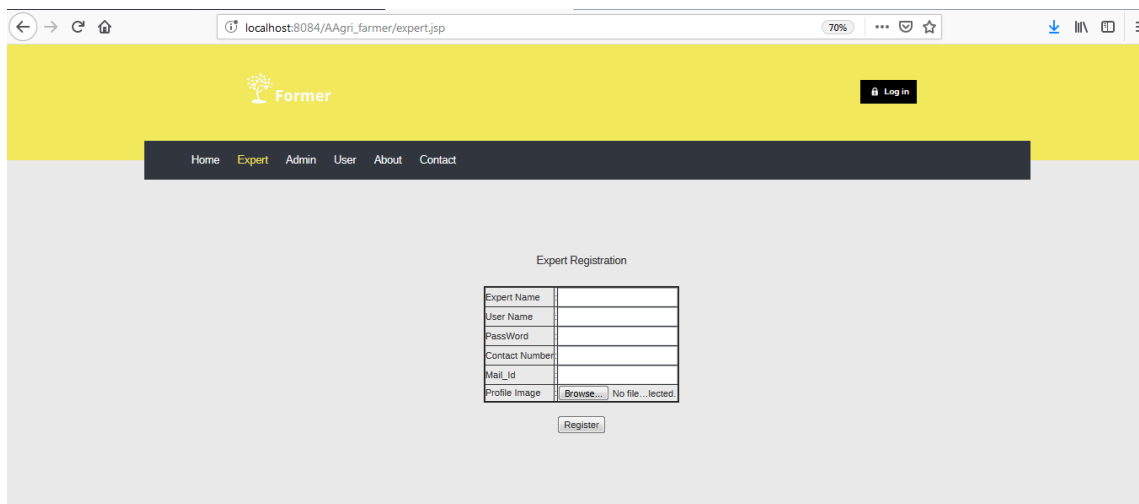 localhost:8084/AAgri_farmer/expert.jsp 70%
Former
Log in
Home Expert Admin User About Contact
Expert Registration
Expert Name :
User Name :
PassWord :
Contact Number :
Mail_Id :
Profile Image : Browse... No file...lected.
Register